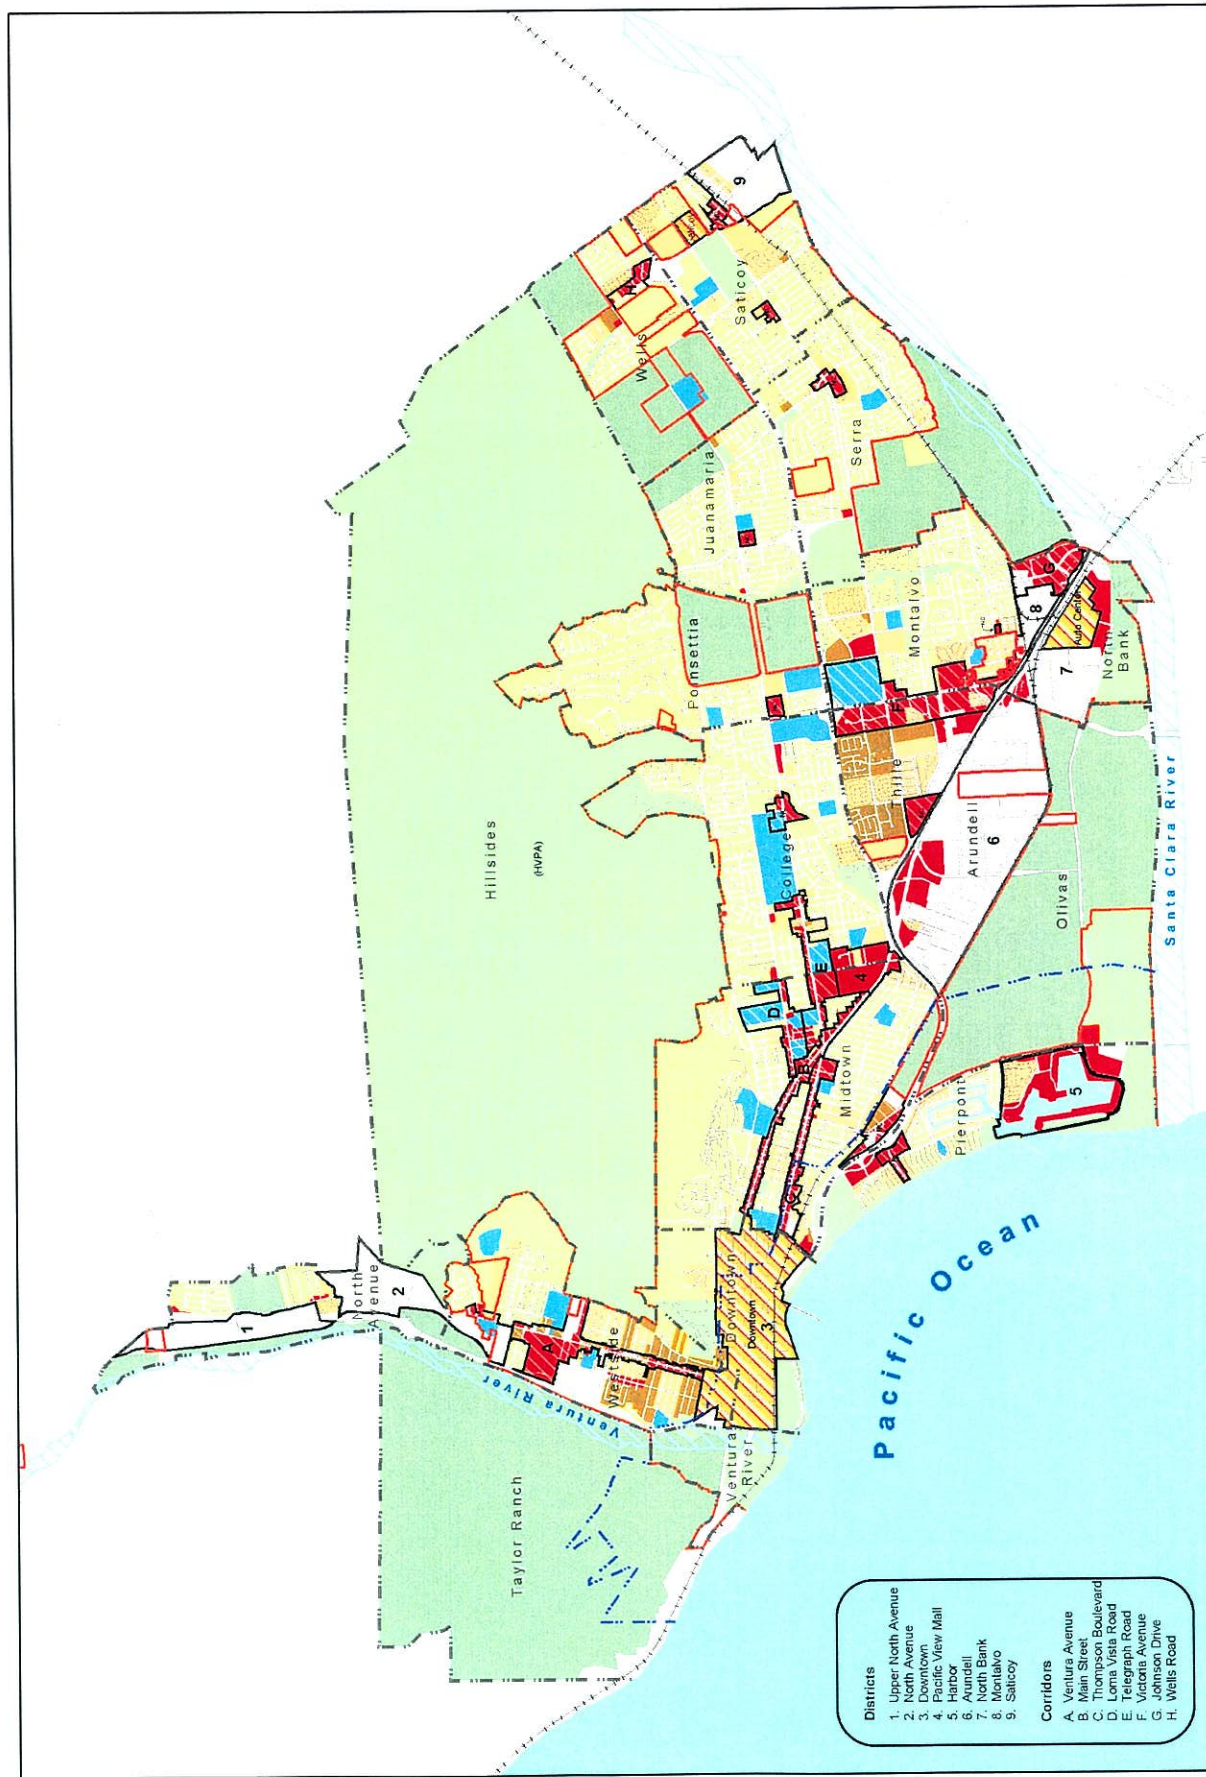 Hillsides
(HVPA)
Taylor Ranch
North
Avenue
1
2
Westside
A
Ventura River
Ventura
River
Downtown
Downtown
3
Pacific Ocean
Midtown
B
C
D
E
4
College
Pierpont
5
Thille
Arundell
6
Olivas
Santa Clara River
Poinsettia
Montalvo
F
8
G
Auto Center
7
North
Bank
Juanamaria
Serra
Wells
H
Saticoy
9
Districts
1. Upper North Avenue
2. North Avenue
3. Downtown
4. Pacific View Mall
5. Harbor
6. Arundell
7. North Bank
8. Montalvo
9. Saticoy
Corridors
A. Ventura Avenue
B. Main Street
C. Thompson Boulevard
D. Loma Vista Road
E. Telegraph Road
F. Victoria Avenue
G. Johnson Drive
H. Wells Road